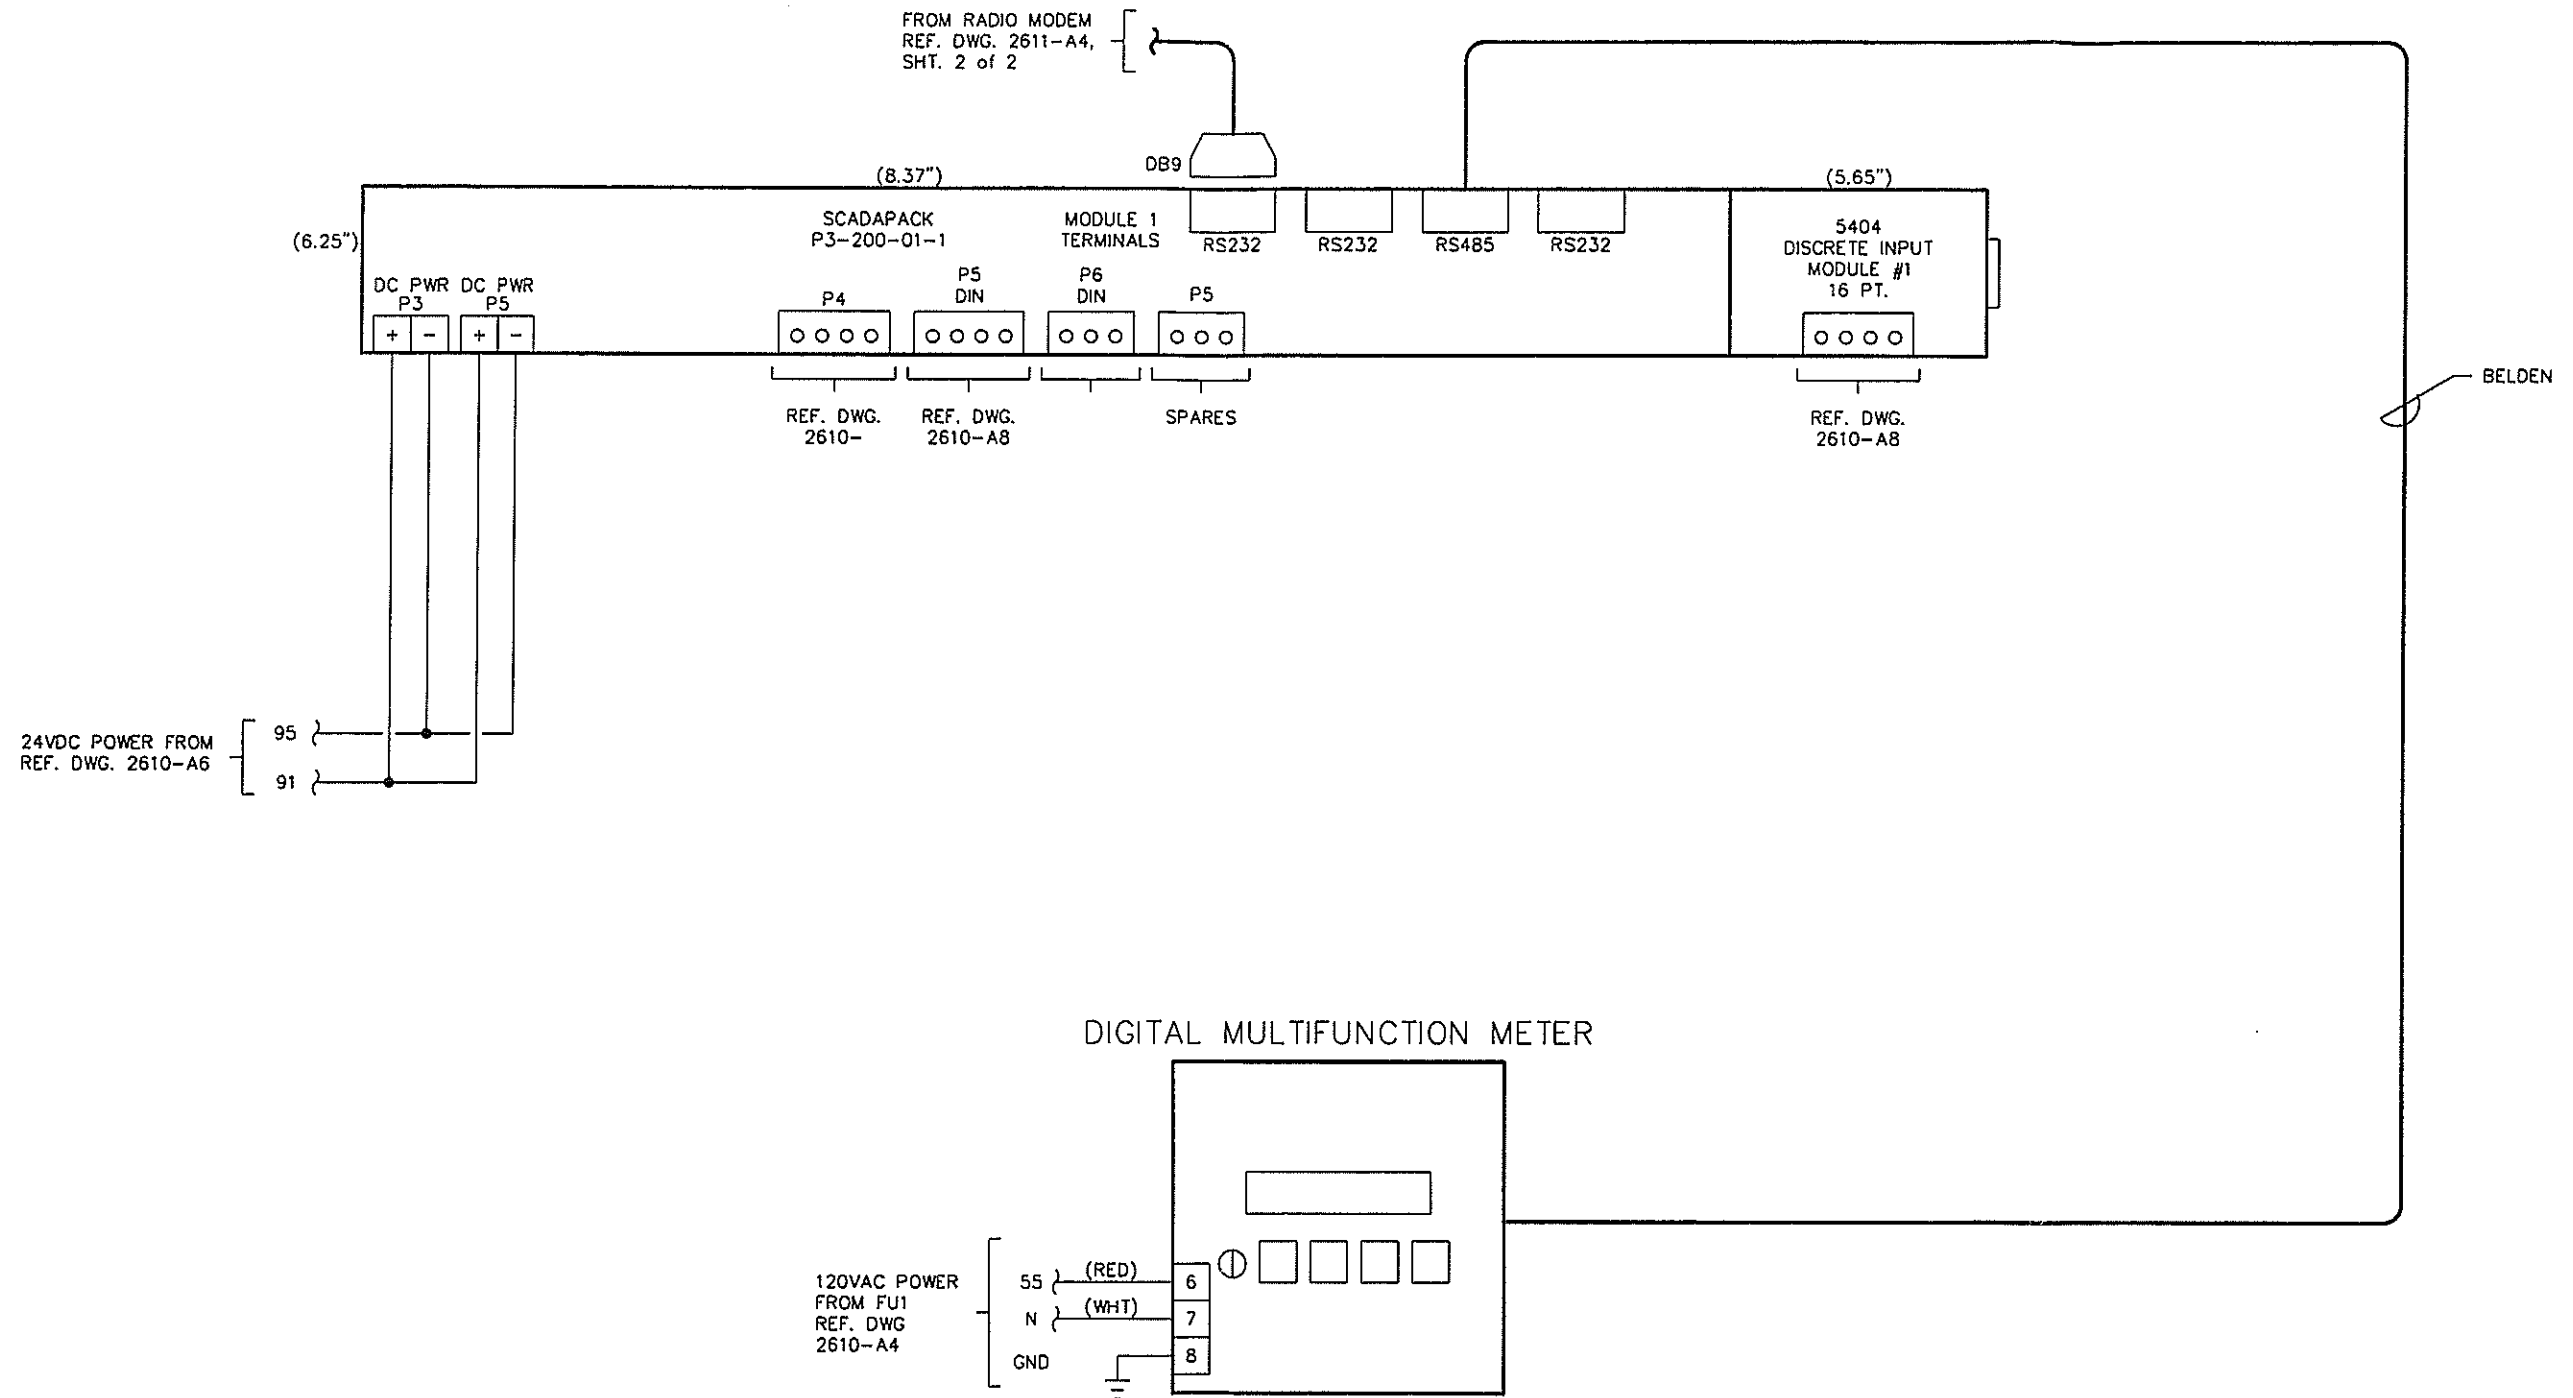 FROM RADIO MODEM
REF. DWG. 2611-A4,
SHT. 2 of 2
DB9
(8.37")
(5.65")
(6.25")
SCADAPACK
P3-200-01-1
MODULE 1
TERMINALS
RS232
RS232
RS485
RS232
5404
DISCRETE INPUT
MODULE #1
16 PT.
DC PWR
P3
DC PWR
P5
+ - + -
P4
P5
DIN
P6
DIN
P5
REF. DWG.
2610-
REF. DWG.
2610-A8
SPARES
REF. DWG.
2610-A8
BELDEN
24VDC POWER FROM
REF. DWG. 2610-A6
95
91
DIGITAL MULTIFUNCTION METER
120VAC POWER
FROM FU1
REF. DWG
2610-A4
55 (RED) 6
N (WHT) 7
GND 8